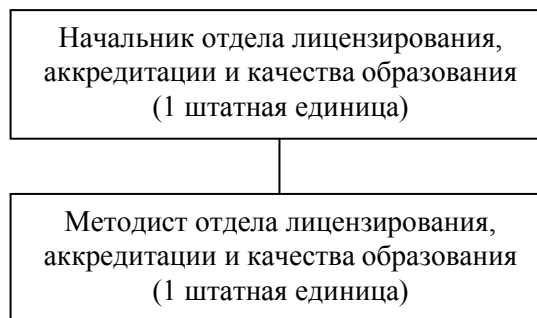 Начальник отдела лицензирования,
аккредитации и качества образования
(1 штатная единица)
Методист отдела лицензирования,
аккредитации и качества образования
(1 штатная единица)